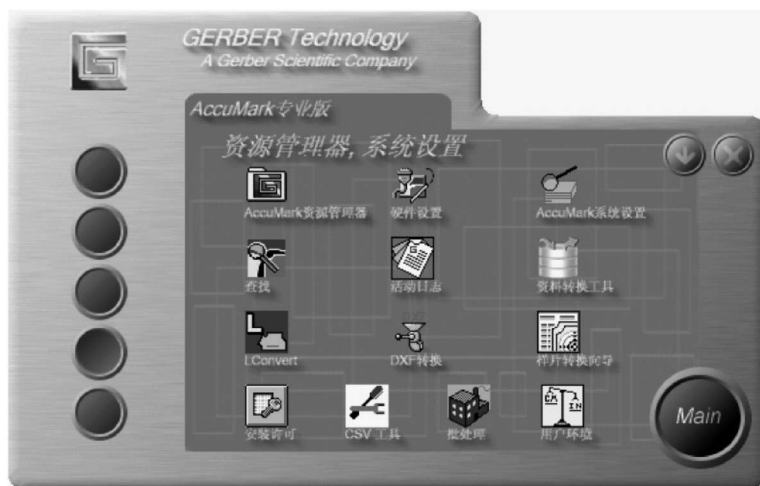 GERBER Technology
A Gerber Scientific Company
AccuMark专业版
资源管理器, 系统设置
AccuMark资源管理器
硬件设置
AccuMark系统设置
查找
活动日志
资料转换工具
LConvert
DXF转换
样片转换向导
安装许可
CSV 工具
批处理
用户环境
CM
IN
Main